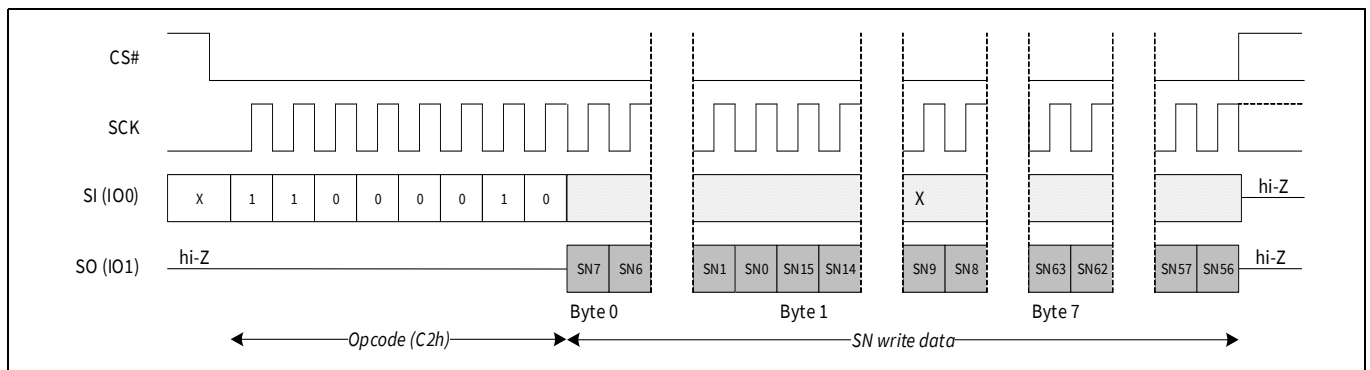 CS#
SCK
SI (IO0) X 1 1 0 0 0 0 1 0 X hi-Z
SO (IO1) hi-Z SN7 SN6 SN1 SN0 SN15 SN14 SN9 SN8 SN63 SN62 SN57 SN56 hi-Z
Byte 0 Byte 1 Byte 7
Opcode (C2h) SN write data